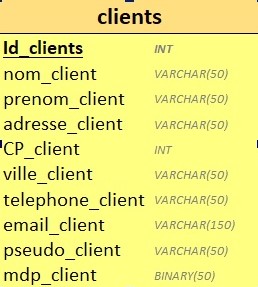 clients
Id_clients INT
nom_client VARCHAR(50)
prenom_client VARCHAR(50)
adresse_client VARCHAR(50)
CP_client INT
ville_client VARCHAR(50)
telephone_client VARCHAR(50)
email_client VARCHAR(150)
pseudo_client VARCHAR(50)
mdp_client BINARY(50)